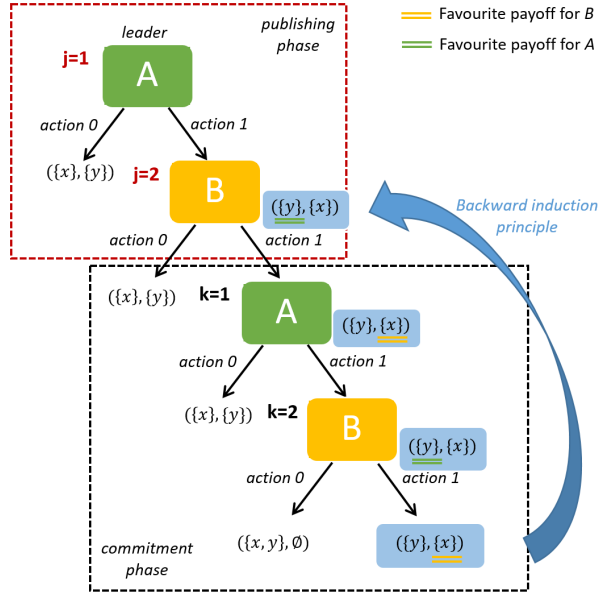 Favourite payoff for B
Favourite payoff for A
publishing
phase
leader
j=1
A
action 0
action 1
({x},{y})
j=2
B
({y},{x})
Backward induction
principle
action 0
action 1
({x},{y})
k=1
A
({y},{x})
action 0
action 1
({x},{y})
k=2
B
({y},{x})
action 0
action 1
({x,y},∅)
({y},{x})
commitment
phase